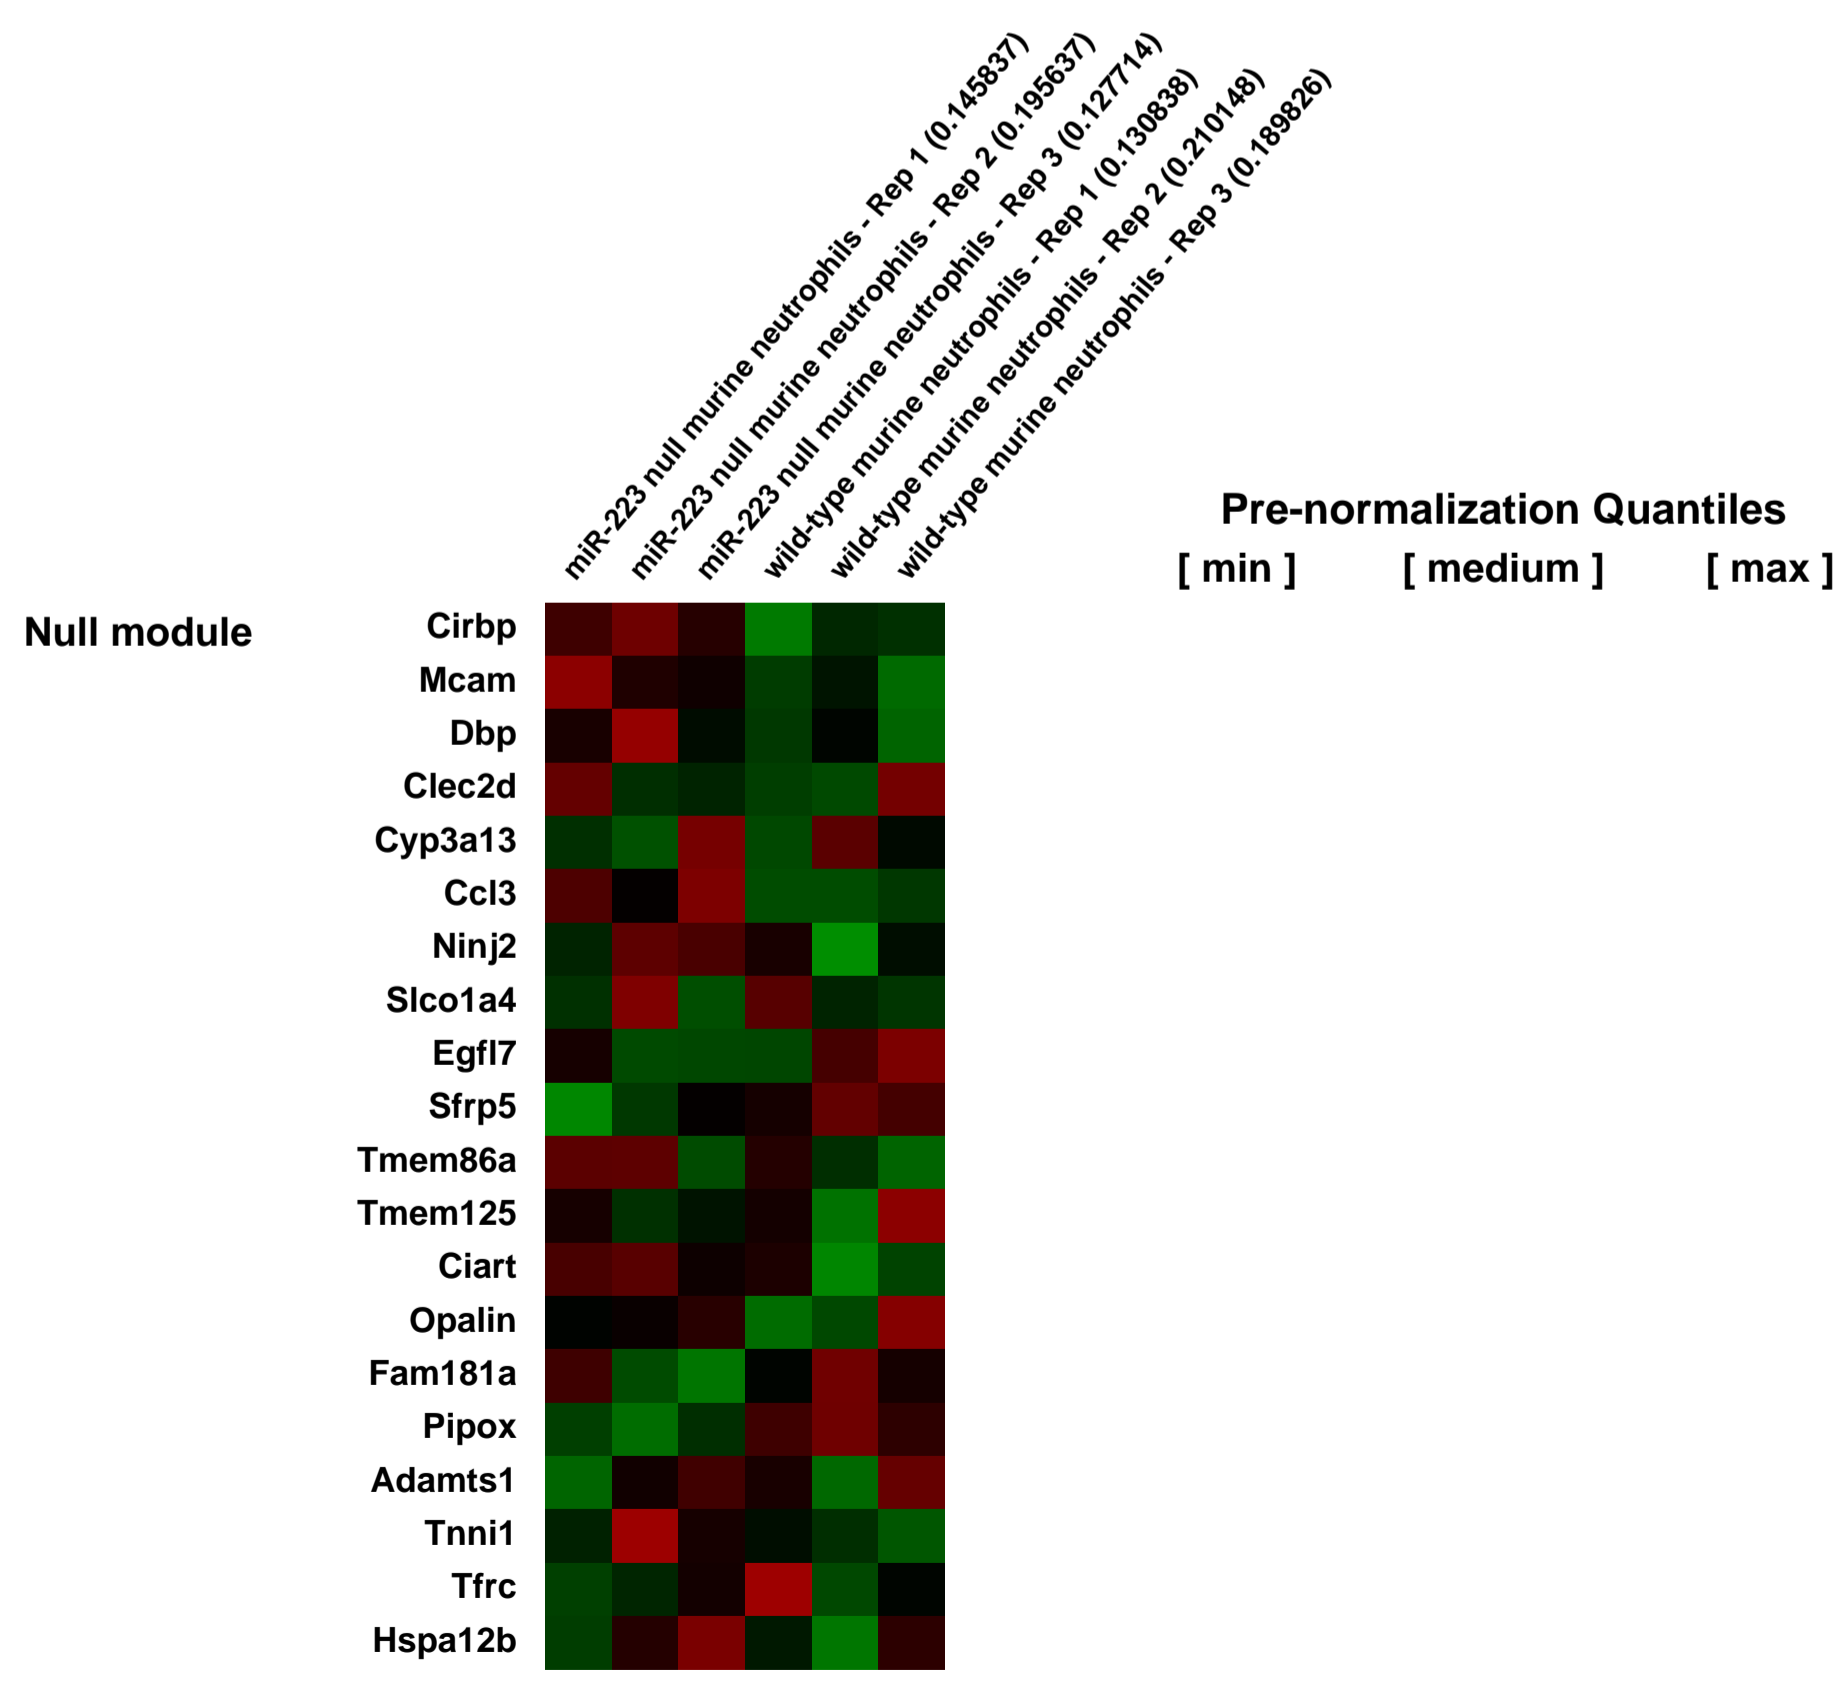 miR-223 null murine neutrophils - Rep 1 (0.145837)
miR-223 null murine neutrophils - Rep 2 (0.195637)
miR-223 null murine neutrophils - Rep 3 (0.127714)
wild-type murine neutrophils - Rep 1 (0.130838)
wild-type murine neutrophils - Rep 2 (0.210148)
wild-type murine neutrophils - Rep 3 (0.189826)
Pre-normalization Quantiles
[ min ] [ medium ] [ max ]
Null module
Cirbp
Mcam
Dbp
Clec2d
Cyp3a13
Ccl3
Ninj2
Slco1a4
Egfl7
Sfrp5
Tmem86a
Tmem125
Ciart
Opalin
Fam181a
Pipox
Adamts1
Tnni1
Tfrc
Hspa12b